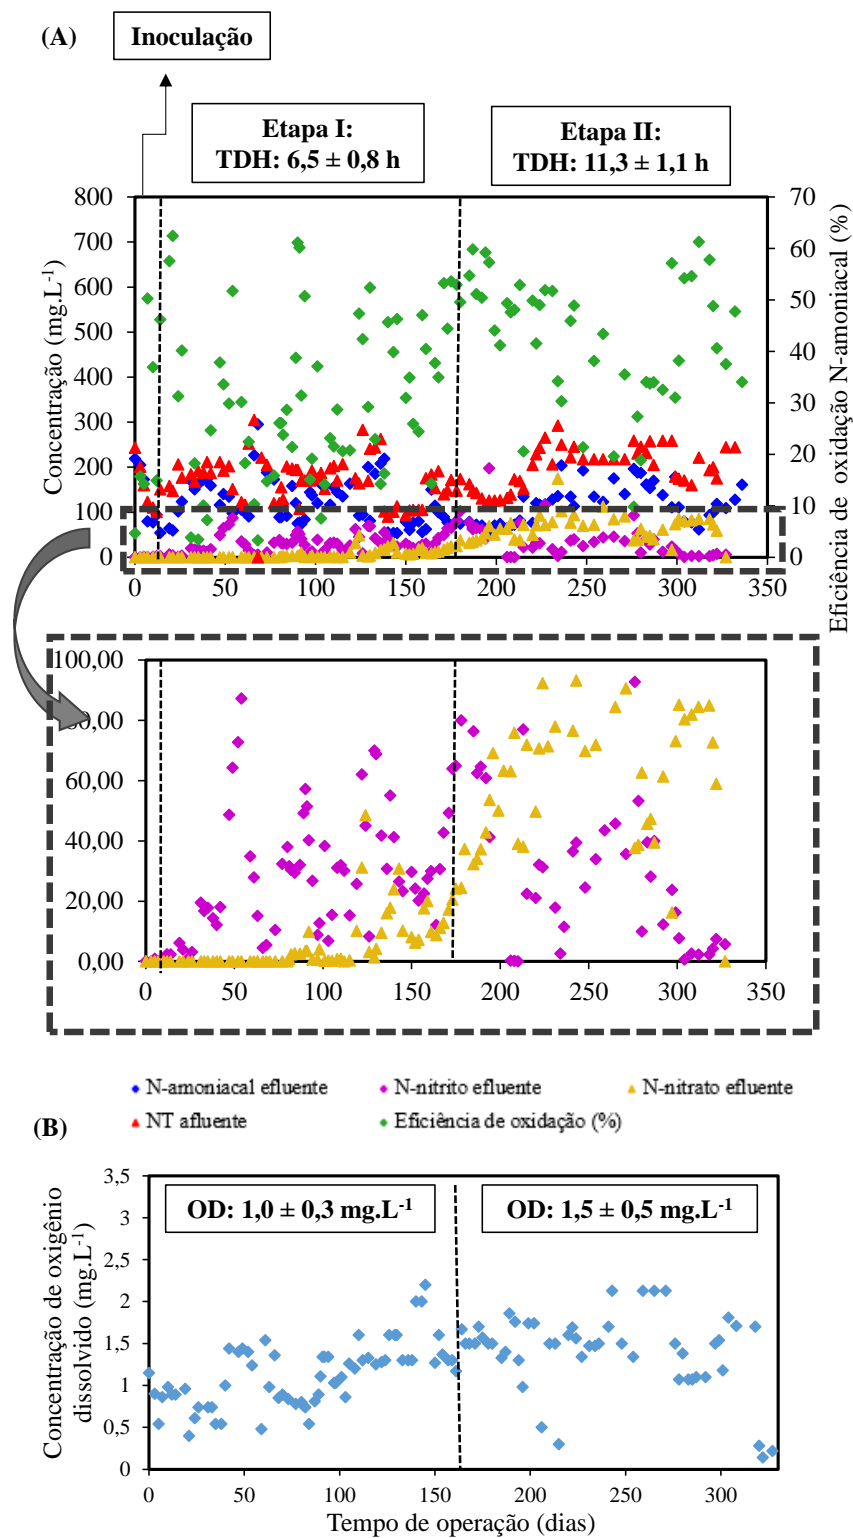 (A)
Inoculação
Etapa I:
TDH: 6,5 ± 0,8 h
Etapa II:
TDH: 11,3 ± 1,1 h
Concentração (mg.L⁻¹)
800
700
600
500
400
300
200
100
0
0 50 100 150 200 250 300 350
70
60
50
40
30
20
10
0
Eficiência de oxidação N-amoniacal (%)
100,00
80,00
60,00
40,00
20,00
0,00
0 50 100 150 200 250 300 350
N-amoniacal efluente N-nitrito efluente N-nitrato efluente
NT afluente Eficiência de oxidação (%)
(B)
Concentração de oxigênio
dissolvido (mg.L⁻¹)
3,5
3
2,5
2
1,5
1
0,5
0
OD: 1,0 ± 0,3 mg.L⁻¹ OD: 1,5 ± 0,5 mg.L⁻¹
0 50 100 150 200 250 300
Tempo de operação (dias)